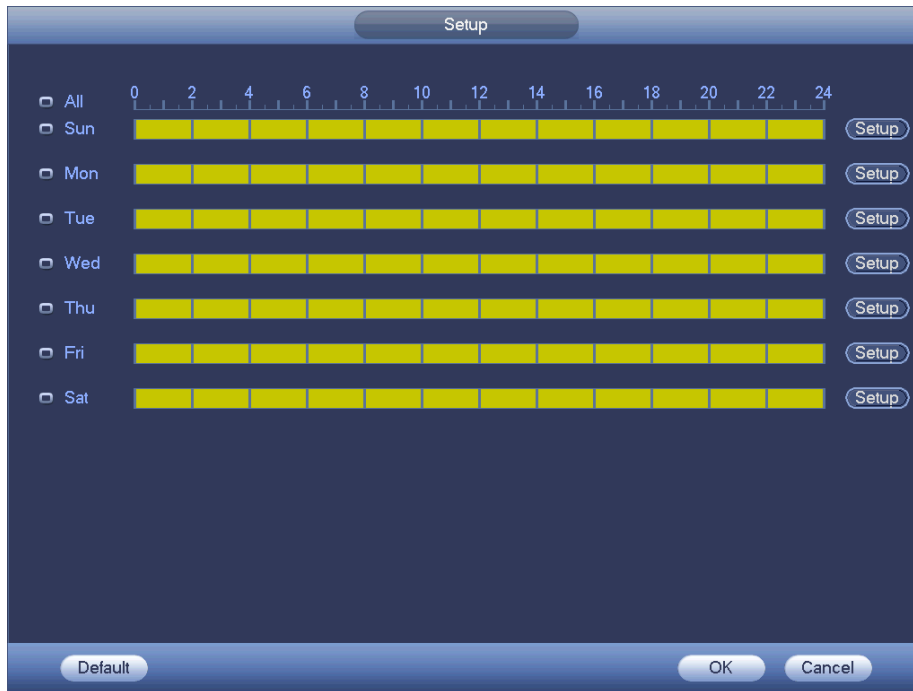 Setup
All 0 2 4 6 8 10 12 14 16 18 20 22 24
Sun Setup
Mon Setup
Tue Setup
Wed Setup
Thu Setup
Fri Setup
Sat Setup
Default OK Cancel